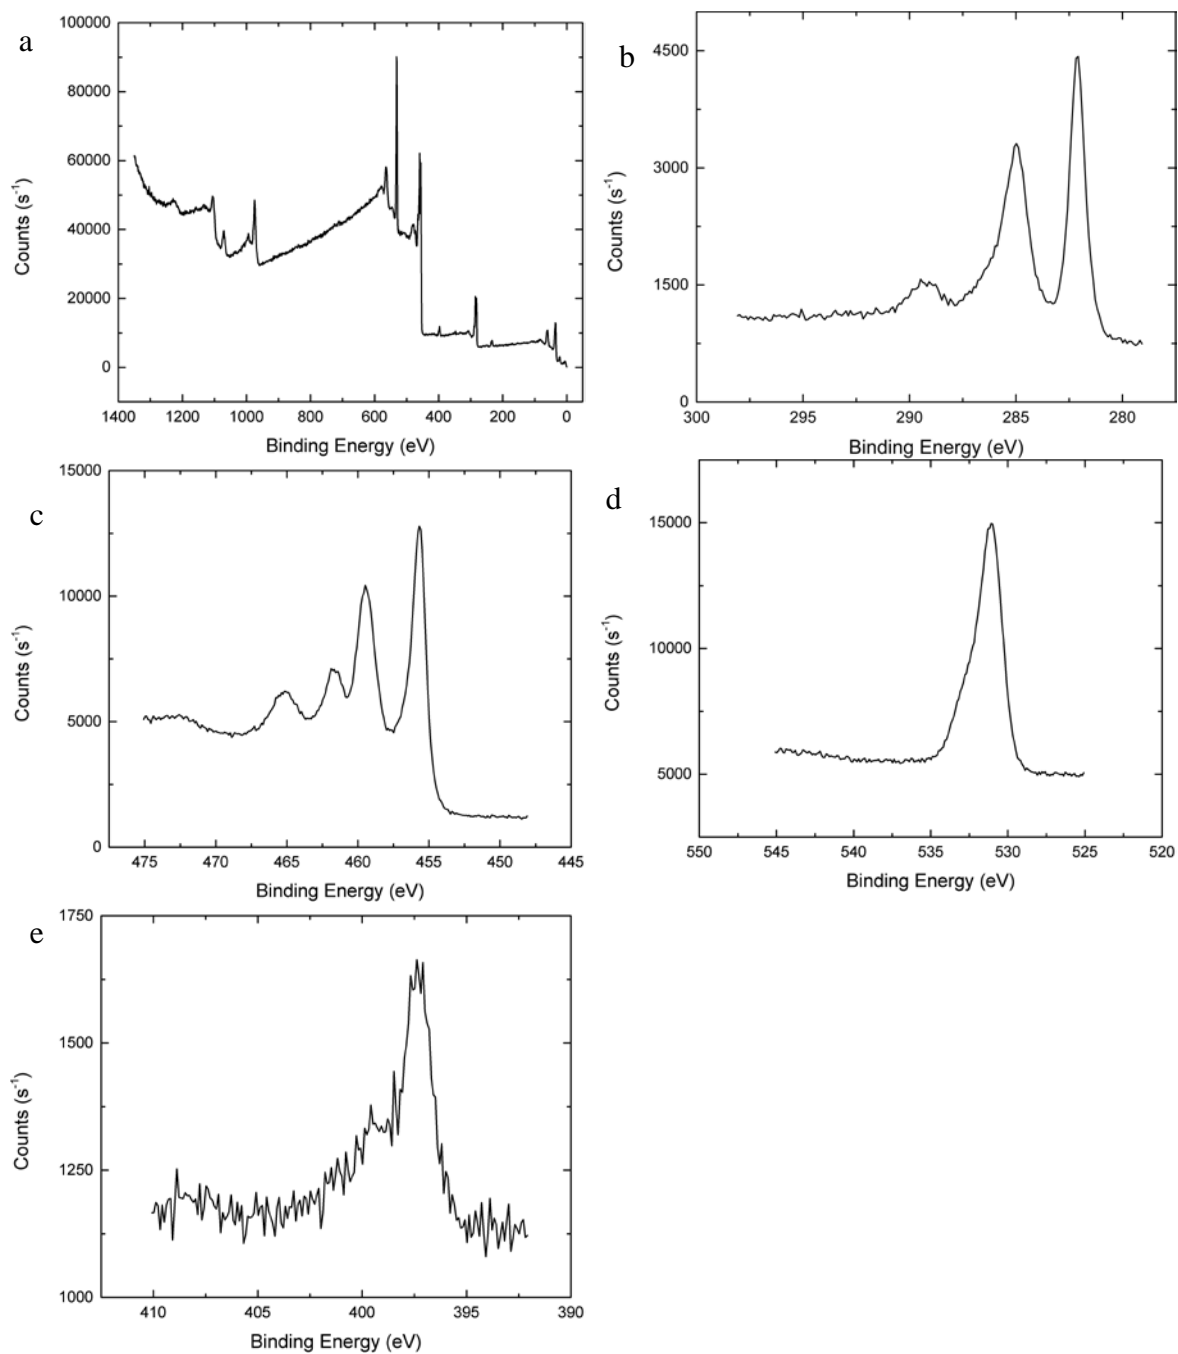 a
100000
80000
60000
40000
20000
0
Counts (s⁻¹)
1400 1200 1000 800 600 400 200 0
Binding Energy (eV)
b
4500
3000
1500
0
Counts (s⁻¹)
300 295 290 285 280
Binding Energy (eV)
c
15000
10000
5000
0
Counts (s⁻¹)
475 470 465 460 455 450 445
Binding Energy (eV)
d
15000
10000
5000
Counts (s⁻¹)
550 545 540 535 530 525 520
Binding Energy (eV)
e
1750
1500
1250
1000
Counts (s⁻¹)
410 405 400 395 390
Binding Energy (eV)